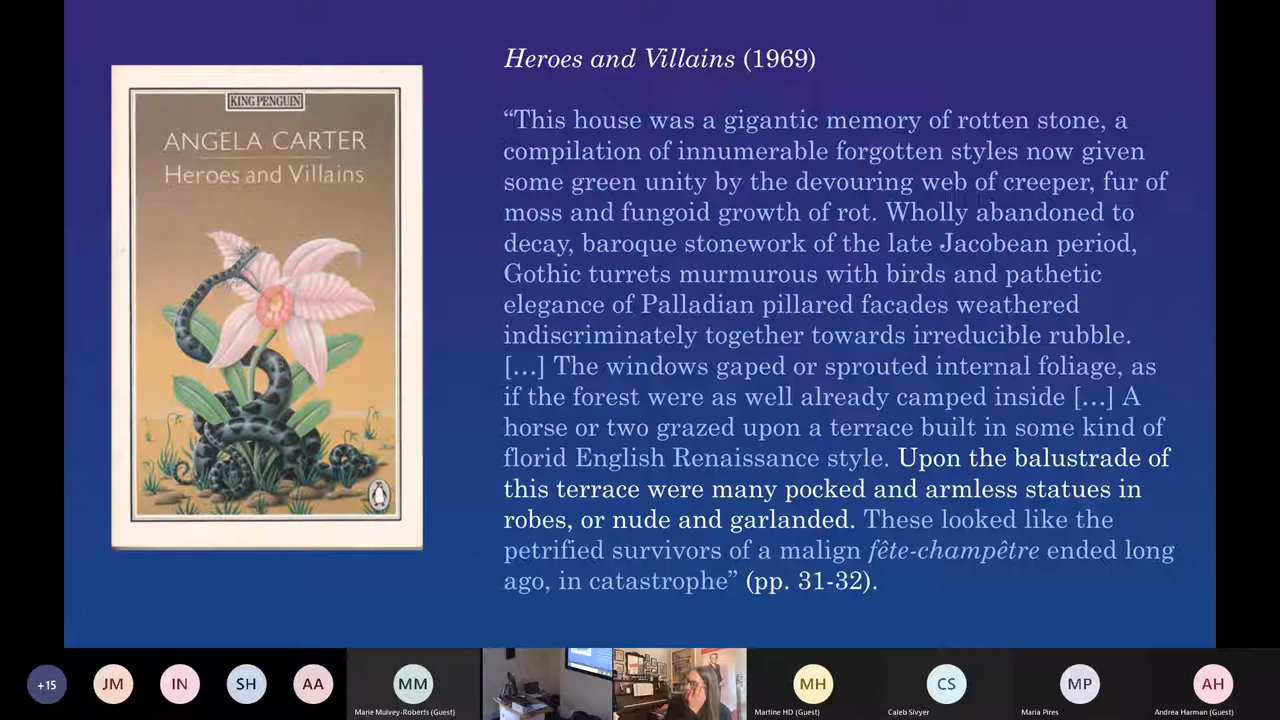 Heroes and Villains (1969)
KING PENGUIN
ANGELA CARTER
Heroes and Villains
“This house was a gigantic memory of rotten stone, a
compilation of innumerable forgotten styles now given
some green unity by the devouring web of creeper, fur of
moss and fungoid growth of rot. Wholly abandoned to
decay, baroque stonework of the late Jacobean period,
Gothic turrets murmurous with birds and pathetic
elegance of Palladian pillared facades weathered
indiscriminately together towards irreducible rubble.
[…] The windows gaped or sprouted internal foliage, as
if the forest were as well already camped inside […] A
horse or two grazed upon a terrace built in some kind of
florid English Renaissance style. Upon the balustrade of
this terrace were many pocked and armless statues in
robes, or nude and garlanded. These looked like the
petrified survivors of a malign fête-champêtre ended long
ago, in catastrophe” (pp. 31-32).
+15
JM
IN
SH
AA
MM
Marie Mulvey-Roberts (Guest)
MH
Martine HD (Guest)
CS
Caleb Sivyer
MP
Maria Pires
AH
Andrea Harman (Guest)